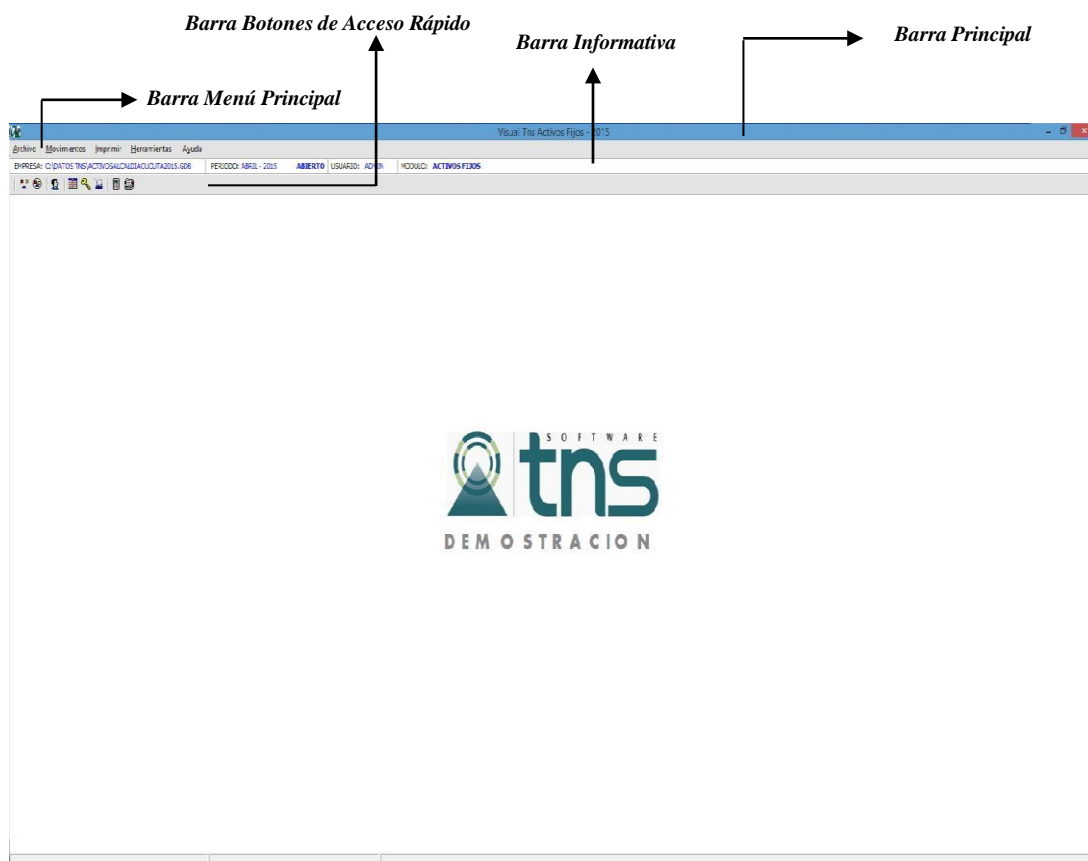 Barra Botones de Acceso Rápido
Barra Informativa
Barra Principal
Barra Menú Principal
Visual Tns Activos Fijos - 2015
Archivo Movimientos Imprimir Herramientas Ayuda
EMPRESA: C:\DATOS TNS\ACTIVOSALCALDIACUCUTA2015.GDB PERIODO: ABRIL - 2015 ABIERTO USUARIO: ADMIN MODULO: ACTIVOS FIJOS
SOFTWARE
tns
DEMOSTRACION